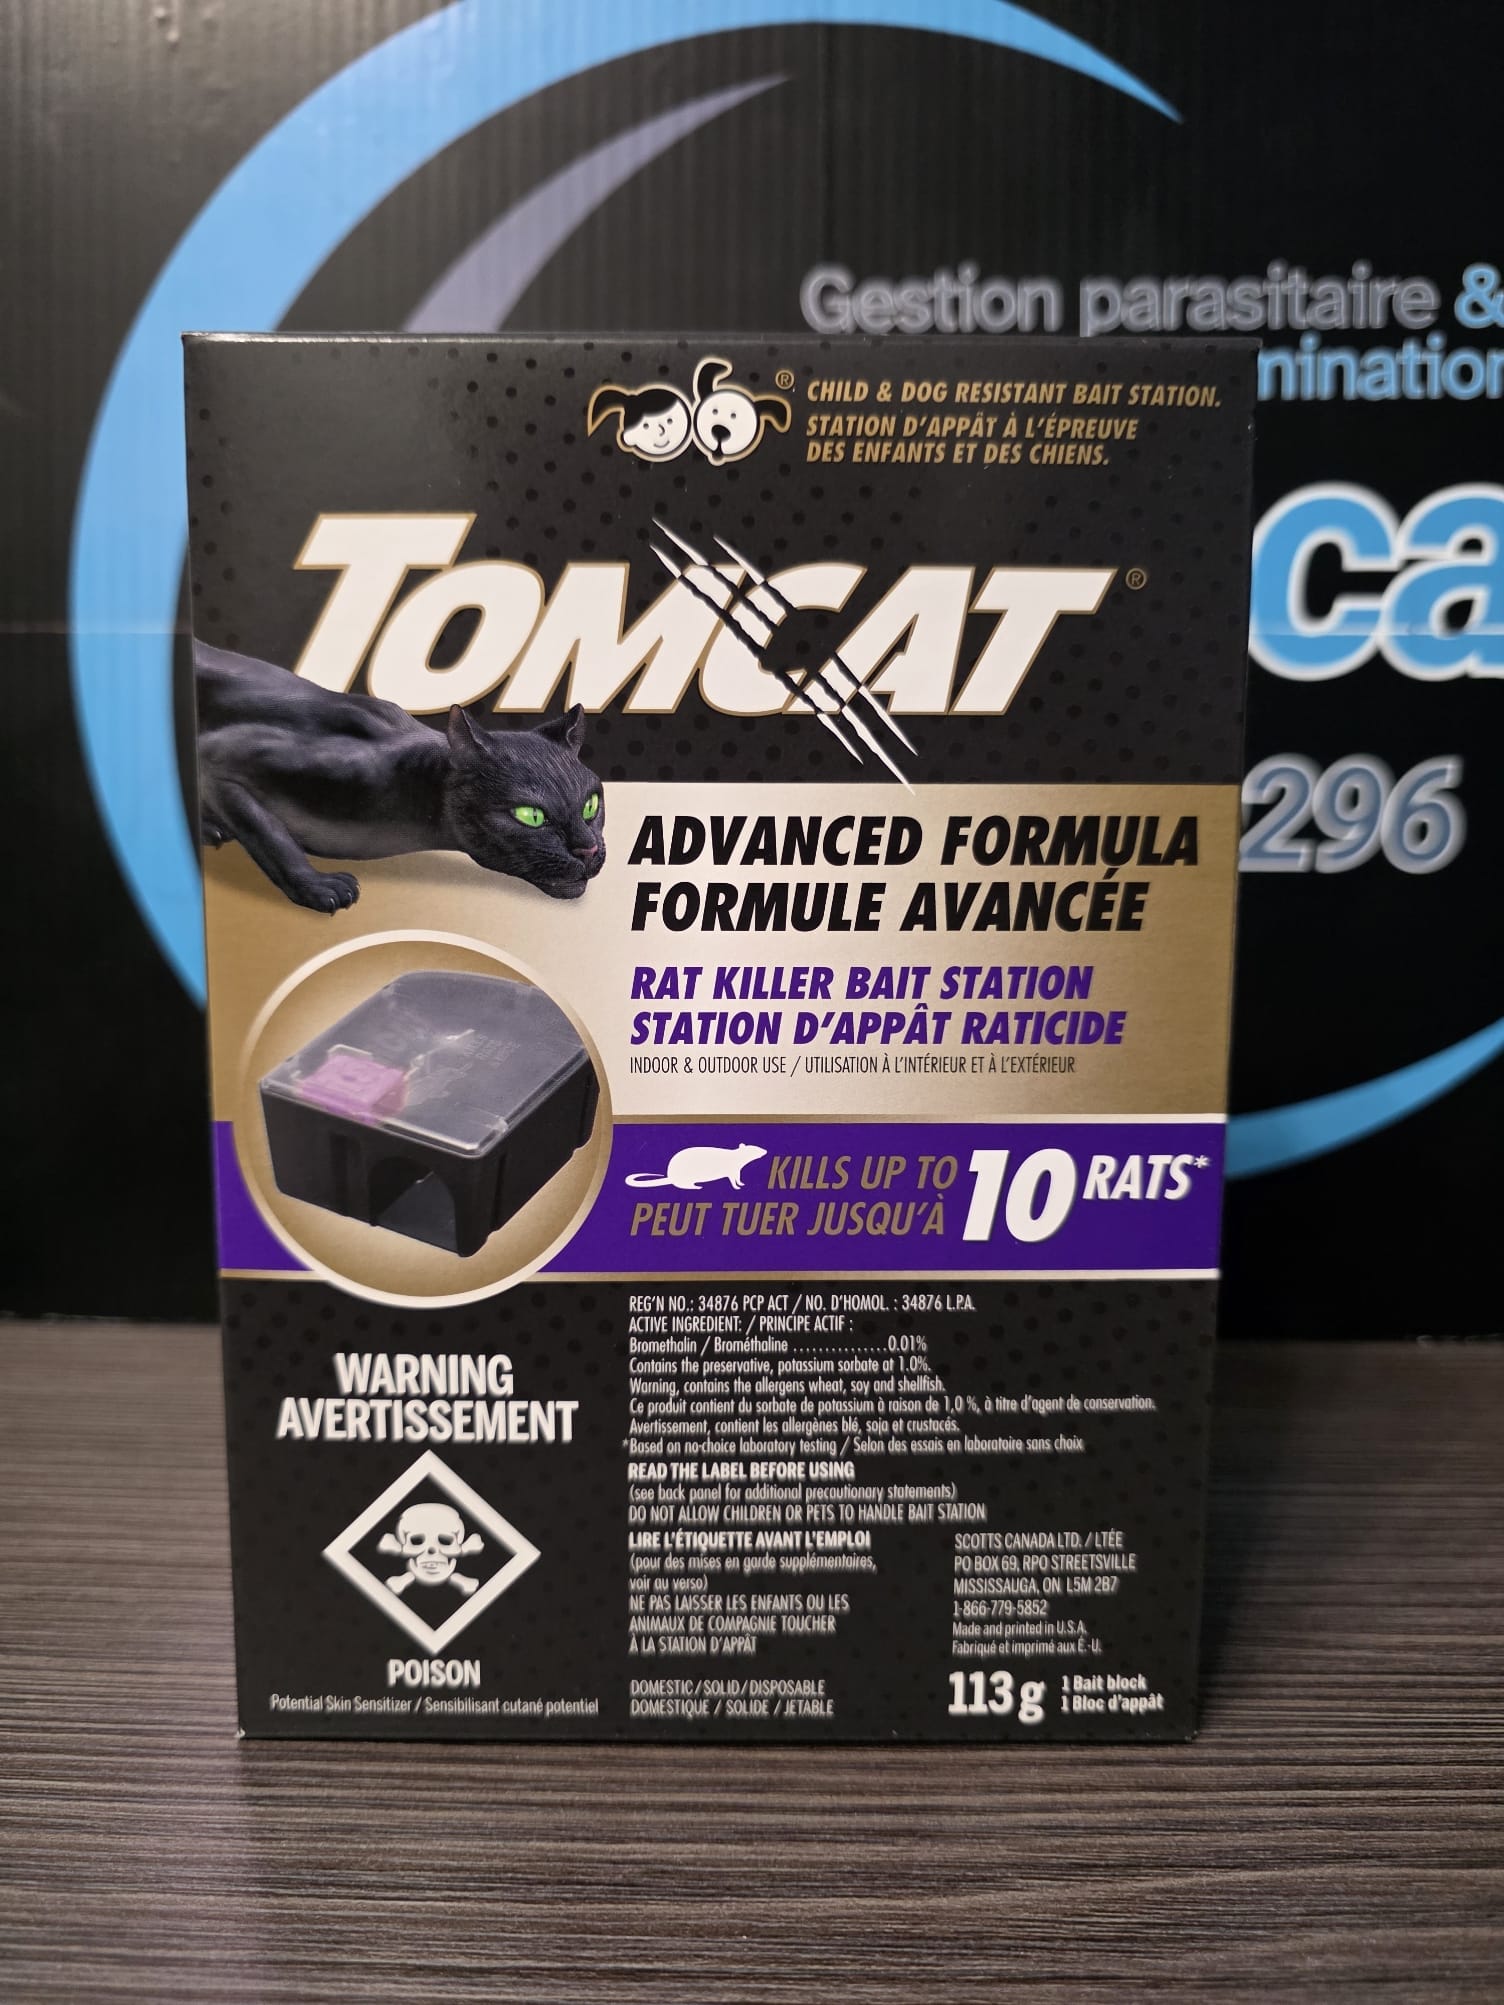 Gestion parasitaire &
ca
296
® CHILD & DOG RESISTANT BAIT STATION.
STATION D'APPÂT À L'ÉPREUVE
DES ENFANTS ET DES CHIENS.
TOMCAT®
ADVANCED FORMULA
FORMULE AVANCÉE
RAT KILLER BAIT STATION
STATION D'APPÂT RATICIDE
INDOOR & OUTDOOR USE / UTILISATION À L'INTÉRIEUR ET À L'EXTÉRIEUR
KILLS UP TO
PEUT TUER JUSQU'À
10 RATS*
REG'N NO.: 34876 PCP ACT / NO. D'HOMOL. : 34876 L.P.A.
ACTIVE INGREDIENT: / PRINCIPE ACTIF :
Bromethalin / Brométhaline ...............0.01%
Contains the preservative, potassium sorbate at 1.0%.
Warning, contains the allergens wheat, soy and shellfish.
Ce produit contient du sorbate de potassium à raison de 1,0 %, à titre d'agent de conservation.
Avertissement, contient les allergènes blé, soja et crustacés.
*Based on no-choice laboratory testing / Selon des essais en laboratoire sans choix
READ THE LABEL BEFORE USING
(see back panel for additional precautionary statements)
DO NOT ALLOW CHILDREN OR PETS TO HANDLE BAIT STATION
LIRE L'ÉTIQUETTE AVANT L'EMPLOI
(pour des mises en garde supplémentaires,
voir au verso)
NE PAS LAISSER LES ENFANTS OU LES
ANIMAUX DE COMPAGNIE TOUCHER
À LA STATION D'APPÂT
DOMESTIC / SOLID / DISPOSABLE
DOMESTIQUE / SOLIDE / JETABLE
SCOTTS CANADA LTD. / LTÉE
PO BOX 69, RPO STREETSVILLE
MISSISSAUGA, ON L5M 2B7
1-866-779-5852
Made and printed in U.S.A.
Fabriqué et imprimé aux É.-U.
113 g
1 Bait block
1 Bloc d'appât
WARNING
AVERTISSEMENT
POISON
Potential Skin Sensitizer / Sensibilisant cutané potentiel